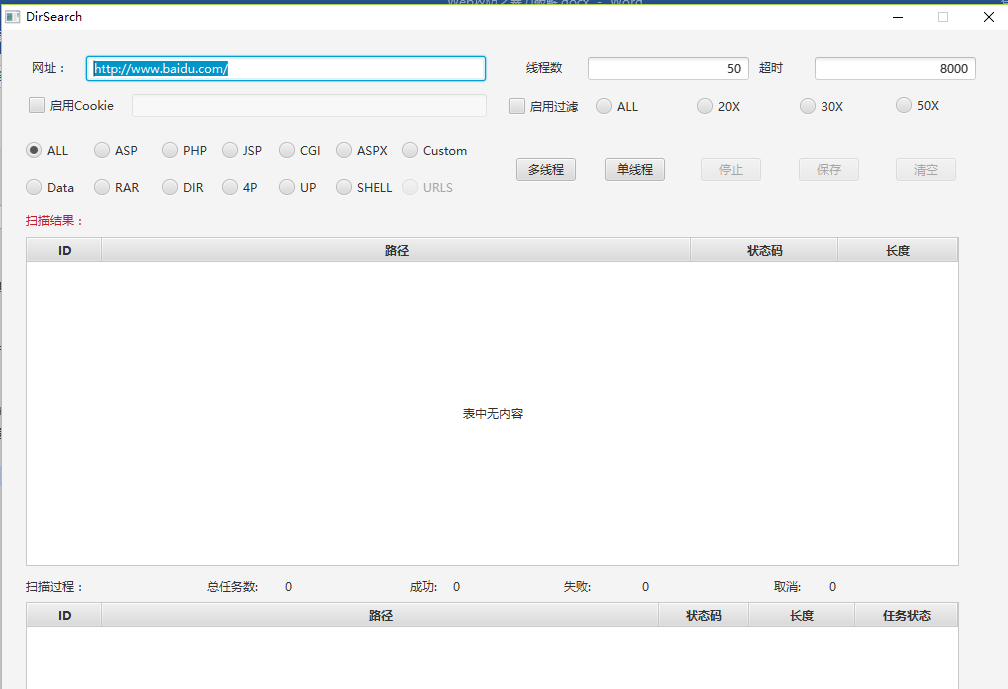 DirSearch
网址： http://www.baidu.com/ 线程数 50 超时 8000
启用Cookie 启用过滤 ALL 20X 30X 50X
ALL ASP PHP JSP CGI ASPX Custom
多线程 单线程 停止 保存 清空
Data RAR DIR 4P UP SHELL URLS
扫描结果：
ID 路径 状态码 长度
表中无内容
扫描过程： 总任务数: 0 成功: 0 失败: 0 取消: 0
ID 路径 状态码 长度 任务状态